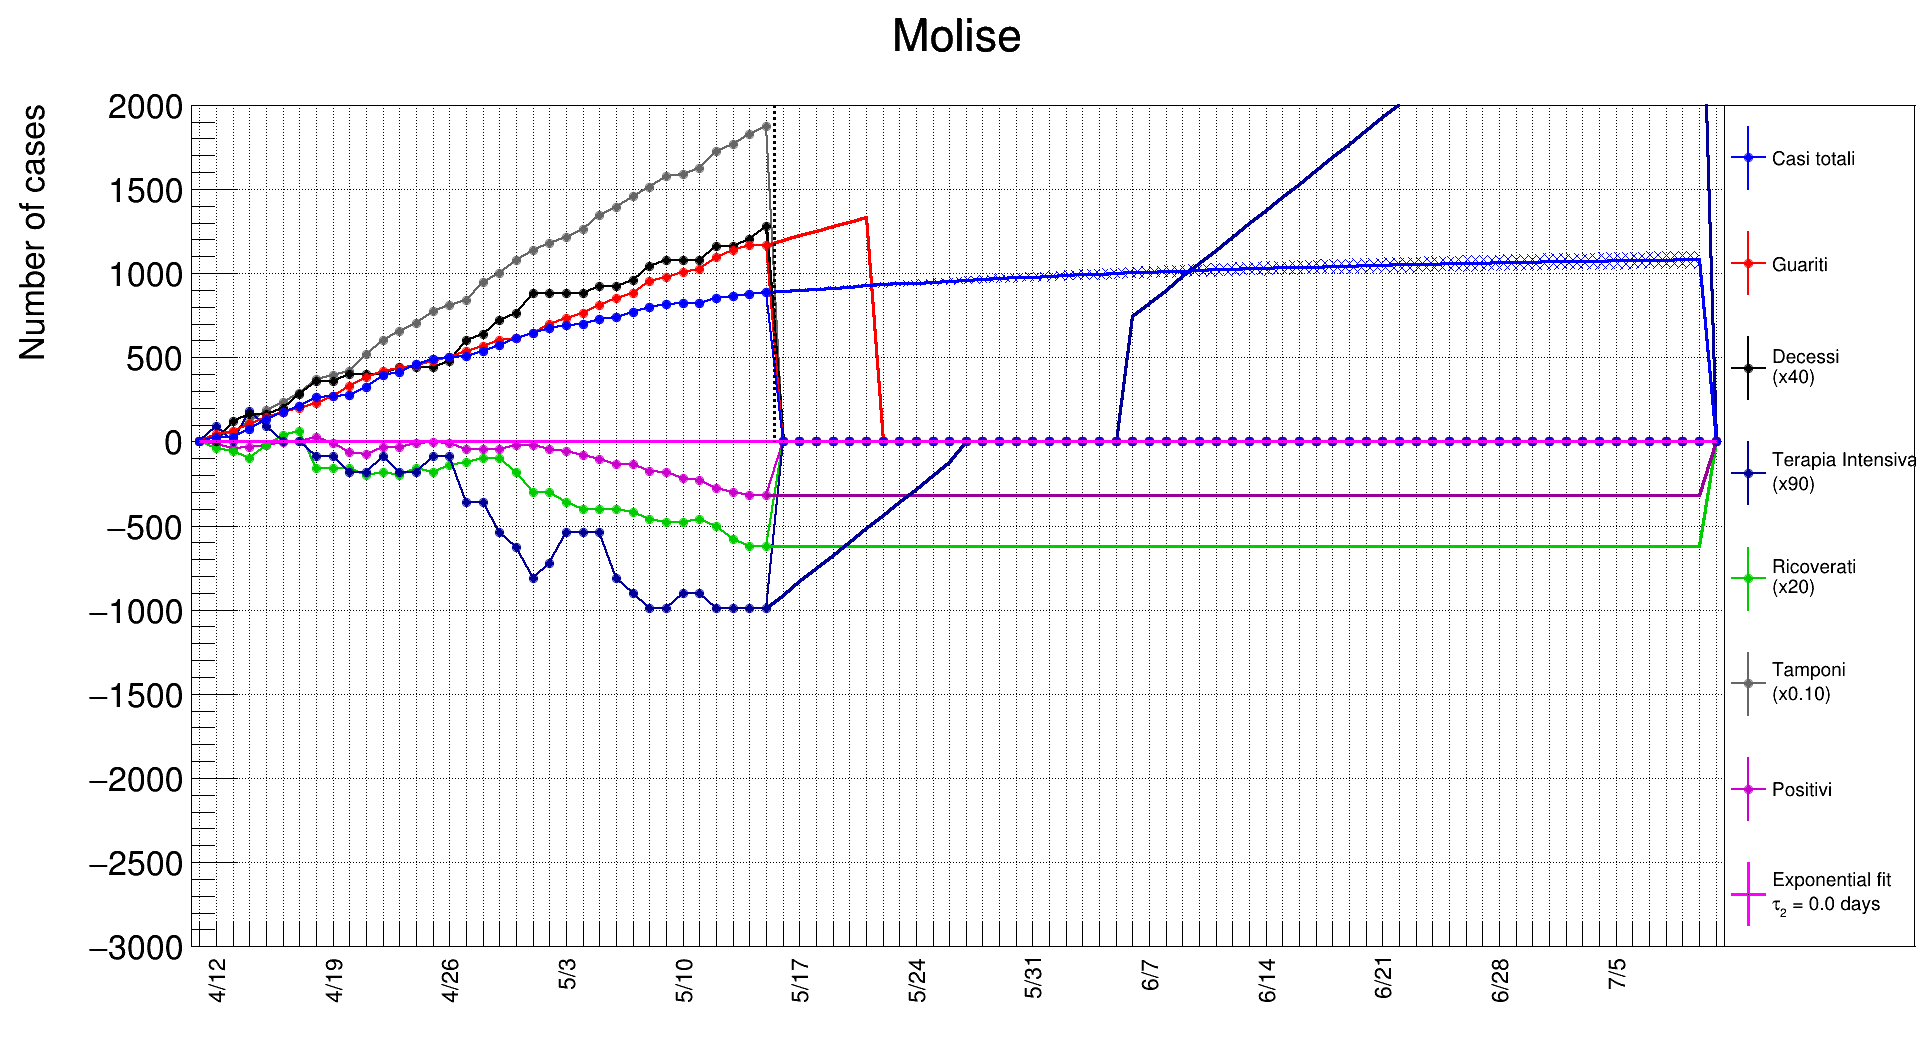 Molise
Number of cases
2000
1500
1000
500
0
−500
−1000
−1500
−2000
−2500
−3000
4/12
4/19
4/26
5/3
5/10
5/17
5/24
5/31
6/7
6/14
6/21
6/28
7/5
Casi totali
Guariti
Decessi
(x40)
Terapia Intensiva
(x90)
Ricoverati
(x20)
Tamponi
(x0.10)
Positivi
Exponential fit
τ2 = 0.0 days